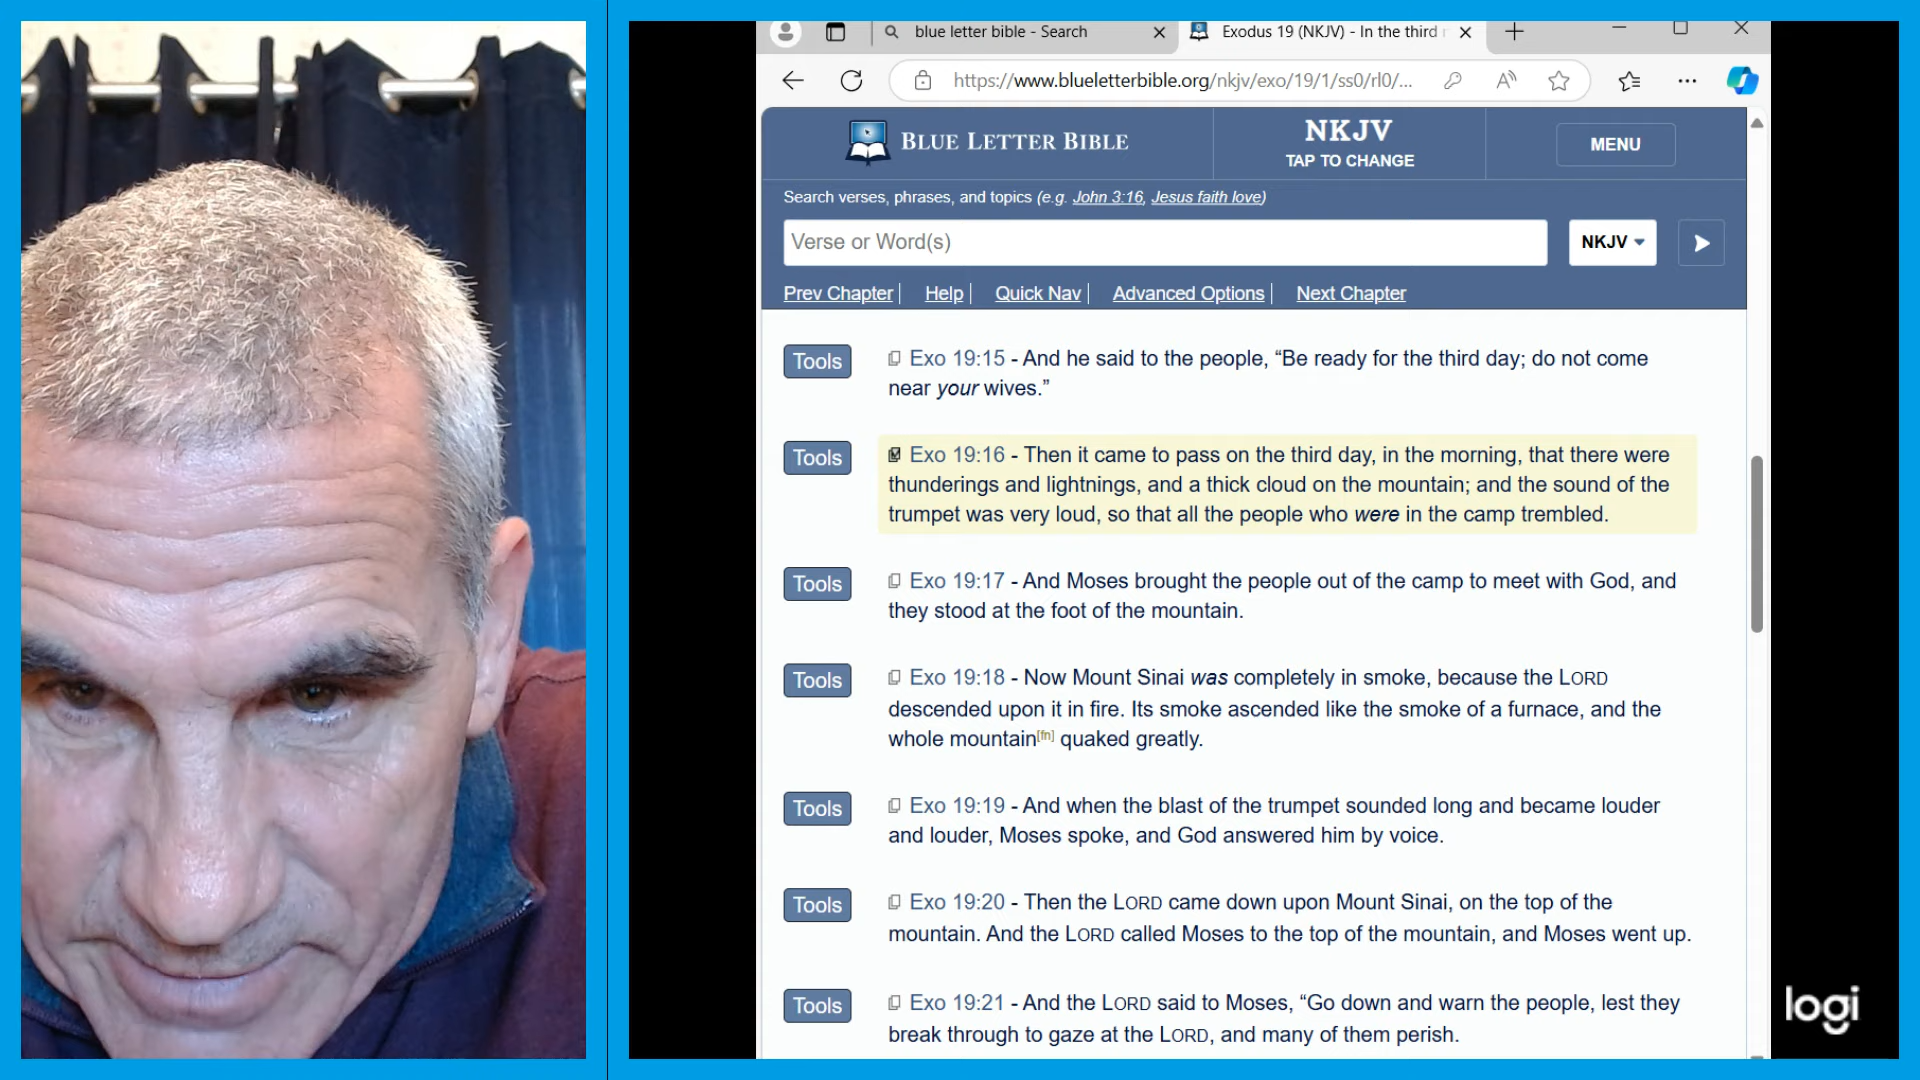 blue letter bible - Search
Exodus 19 (NKJV) - In the third
https://www.blueletterbible.org/nkjv/exo/19/1/ss0/rl0/...
BLUE LETTER BIBLE
NKJV
TAP TO CHANGE
MENU
Search verses, phrases, and topics (e.g. John 3:16, Jesus faith love)
Verse or Word(s)
NKJV
Prev Chapter | Help | Quick Nav | Advanced Options | Next Chapter
Tools
Exo 19:15 - And he said to the people, “Be ready for the third day; do not come
near your wives.”
Tools
Exo 19:16 - Then it came to pass on the third day, in the morning, that there were
thunderings and lightnings, and a thick cloud on the mountain; and the sound of the
trumpet was very loud, so that all the people who were in the camp trembled.
Tools
Exo 19:17 - And Moses brought the people out of the camp to meet with God, and
they stood at the foot of the mountain.
Tools
Exo 19:18 - Now Mount Sinai was completely in smoke, because the LORD
descended upon it in fire. Its smoke ascended like the smoke of a furnace, and the
whole mountain[fn] quaked greatly.
Tools
Exo 19:19 - And when the blast of the trumpet sounded long and became louder
and louder, Moses spoke, and God answered him by voice.
Tools
Exo 19:20 - Then the LORD came down upon Mount Sinai, on the top of the
mountain. And the LORD called Moses to the top of the mountain, and Moses went up.
Tools
Exo 19:21 - And the LORD said to Moses, “Go down and warn the people, lest they
break through to gaze at the LORD, and many of them perish.
logi